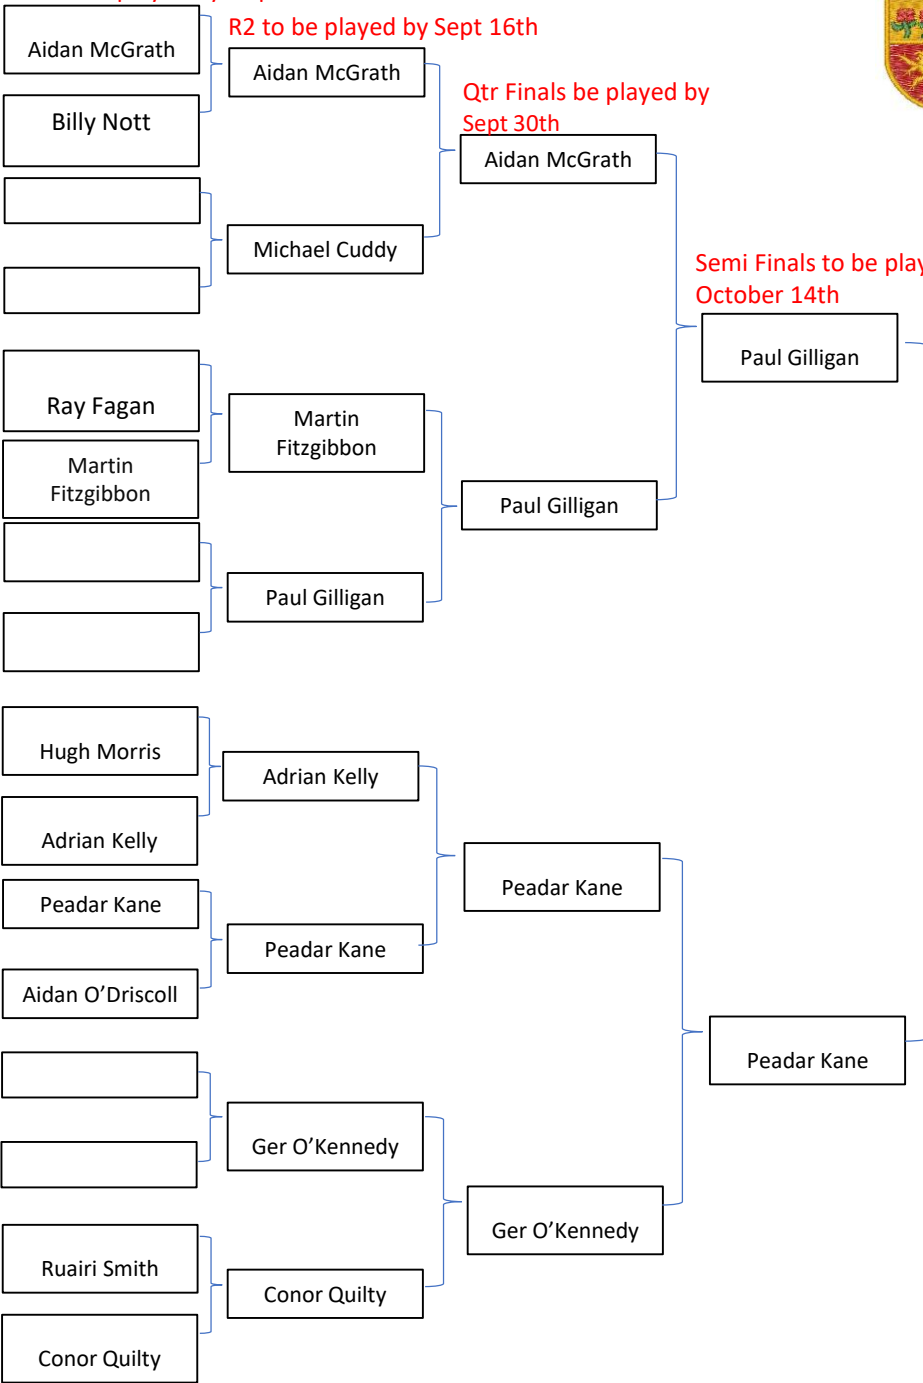 R2 to be played by Sept 16th
Aidan McGrath
Billy Nott
Aidan McGrath
Qtr Finals be played by
Sept 30th
Aidan McGrath
Michael Cuddy
Semi Finals to be
October 14th
Paul Gilligan
Ray Fagan
Martin
Fitzgibbon
Martin
Fitzgibbon
Paul Gilligan
Paul Gilligan
Hugh Morris
Adrian Kelly
Adrian Kelly
Peadar Kane
Peadar Kane
Aidan O’Driscoll
Peadar Kane
Peadar Kane
Ger O’Kennedy
Ger O’Kennedy
Ruairi Smith
Conor Quilty
Conor Quilty